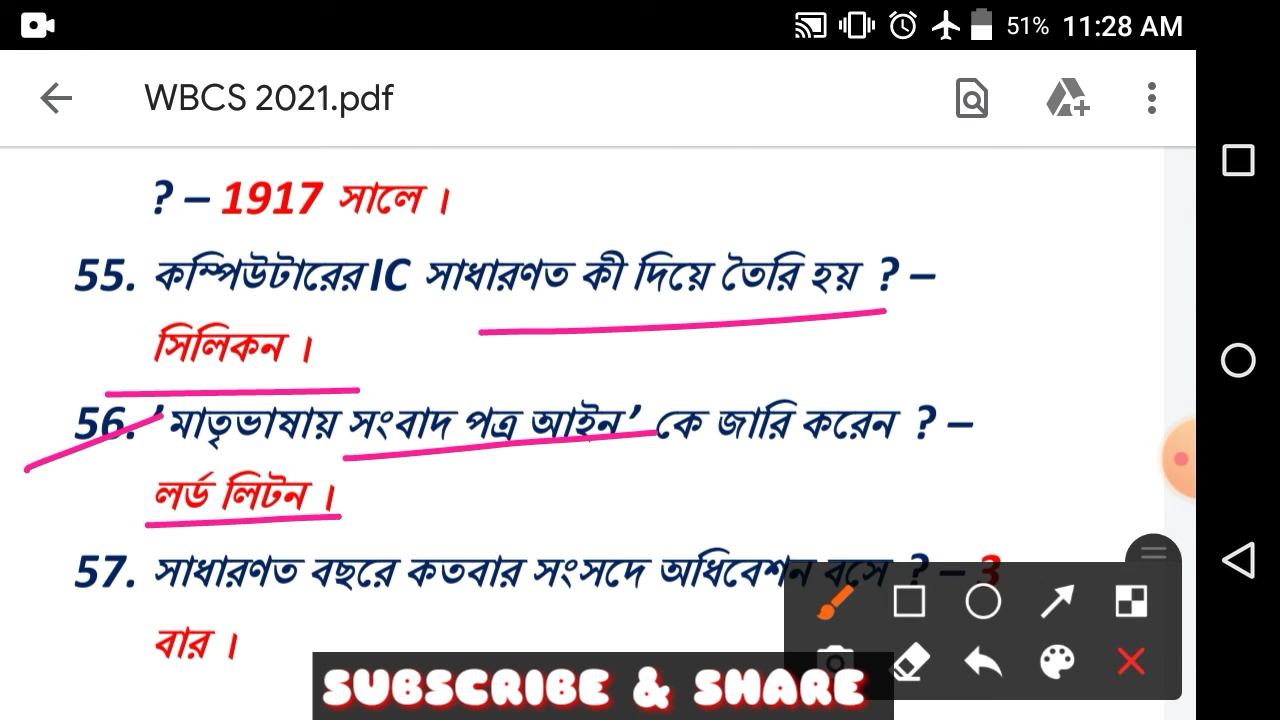 51% 11:28 AM
WBCS 2021.pdf
? – 1917 সালে ।
55. কম্পিউটারের IC সাধারণত কী দিয়ে তৈরি হয় ? –
সিলিকন ।
56. ’মাতৃভাষায় সংবাদ পত্র আইন’ কে জারি করেন ? –
লর্ড লিটন ।
57. সাধারণত বছরে কতবার সংসদে অধিবেশন বসে ? – 3
বার ।
SUBSCRIBE & SHARE